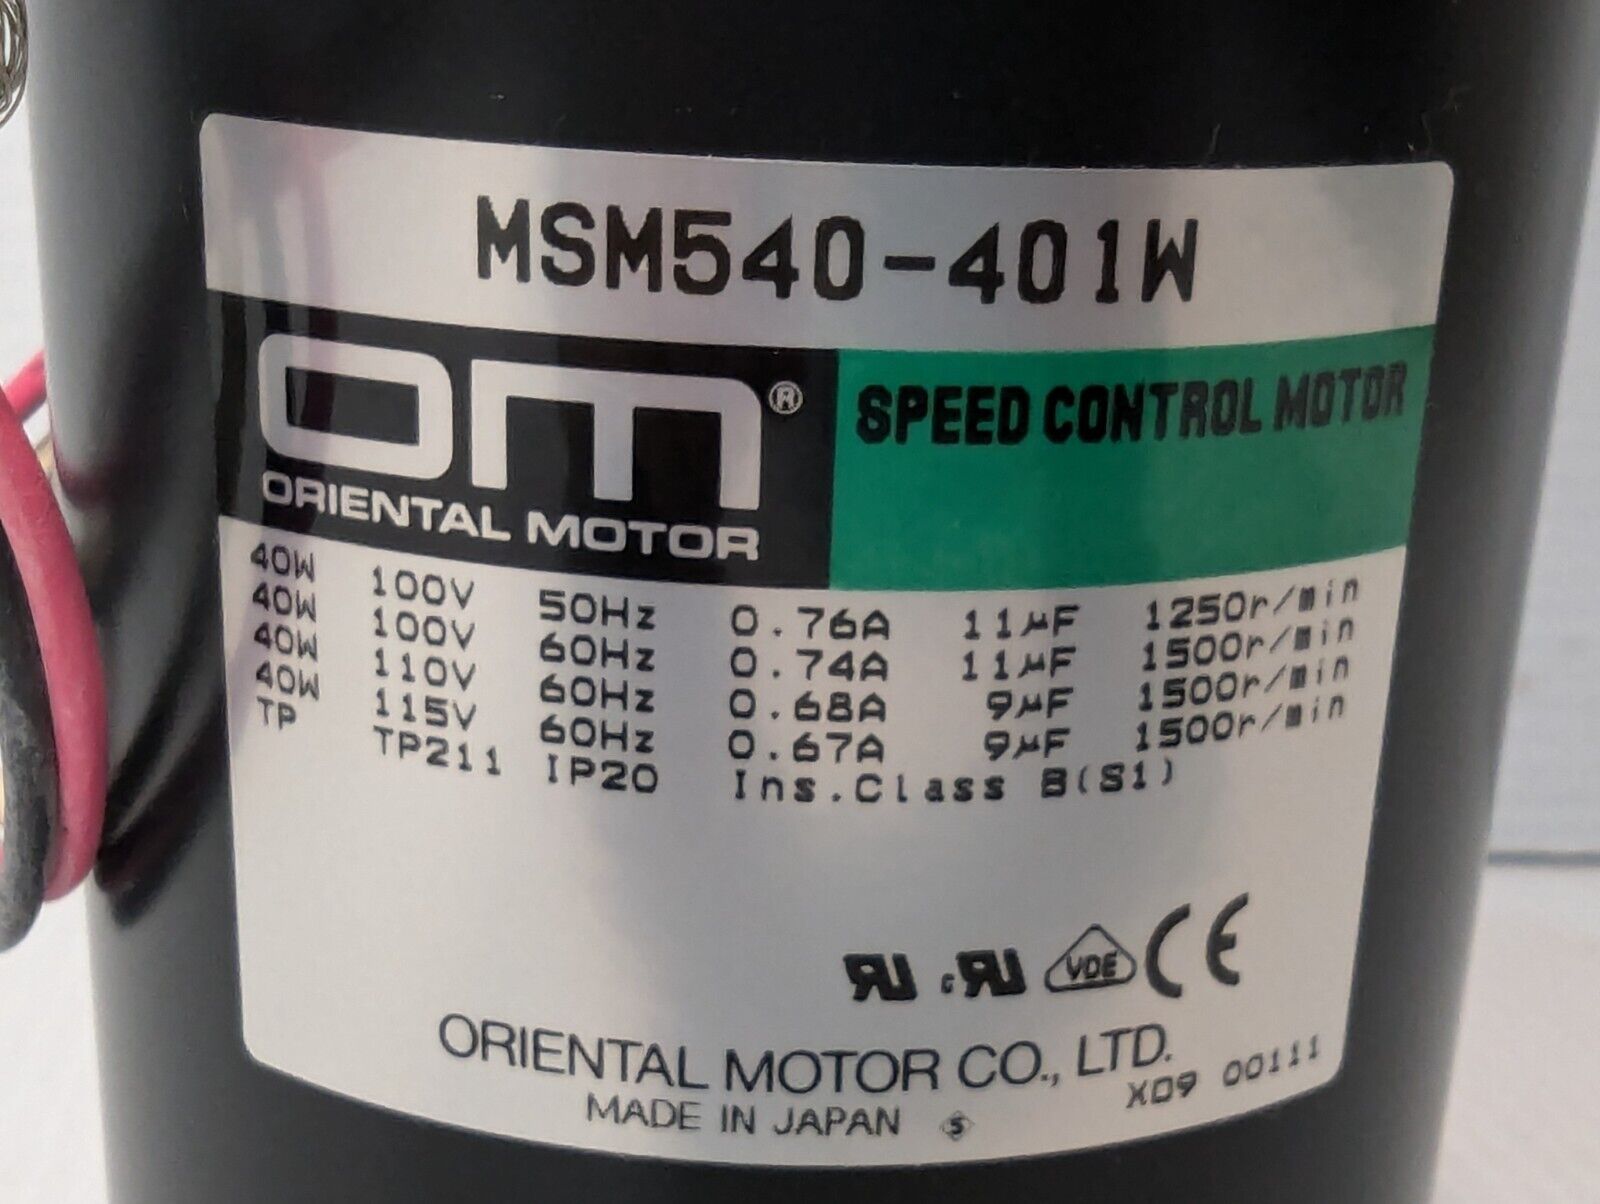 MSM540-401W
om®
ORIENTAL MOTOR
SPEED CONTROL MOTOR
40W 100V 50Hz 0.76A 11μF 1250r/min
40W 100V 60Hz 0.74A 11μF 1500r/min
40W 110V 60Hz 0.68A 9μF 1500r/min
40W 115V 60Hz 0.67A 9μF 1500r/min
TP TP211 IP20 Ins.Class B(S1)
c VDE CE
ORIENTAL MOTOR CO., LTD.
MADE IN JAPAN S XD9 00111